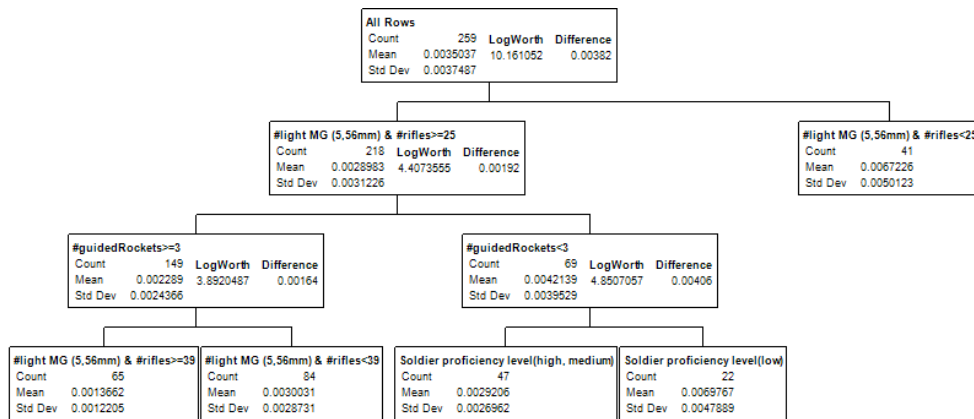 All Rows
Count 259 LogWorth Difference
Mean 0.0035037 10.161052 0.00382
Std Dev 0.0037487
#light MG (5,56mm) & #rifles>=25
Count 218 LogWorth Difference
Mean 0.0028983 4.4073555 0.00192
Std Dev 0.0031226
#light MG (5,56mm) & #rifles<25
Count 41
Mean 0.0067226
Std Dev 0.0050123
#guidedRockets>=3
Count 149 LogWorth Difference
Mean 0.002289 3.8920487 0.00164
Std Dev 0.0024366
#guidedRockets<3
Count 69 LogWorth Difference
Mean 0.0042139 4.8507057 0.00406
Std Dev 0.0039529
#light MG (5,56mm) & #rifles>=39
Count 65
Mean 0.0013662
Std Dev 0.0012205
#light MG (5,56mm) & #rifles<39
Count 84
Mean 0.0030031
Std Dev 0.0028731
Soldier proficiency level(high, medium)
Count 47
Mean 0.0029206
Std Dev 0.0026962
Soldier proficiency level(low)
Count 22
Mean 0.0069767
Std Dev 0.0047889